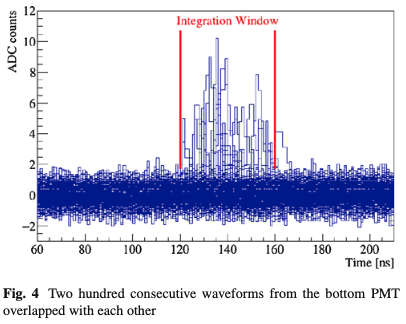 Integration Window
ADC counts
12
10
8
6
4
2
0
−2
60 80 100 120 140 160 180 200
Time [ns]
Fig. 4 Two hundred consecutive waveforms from the bottom PMT
overlapped with each other